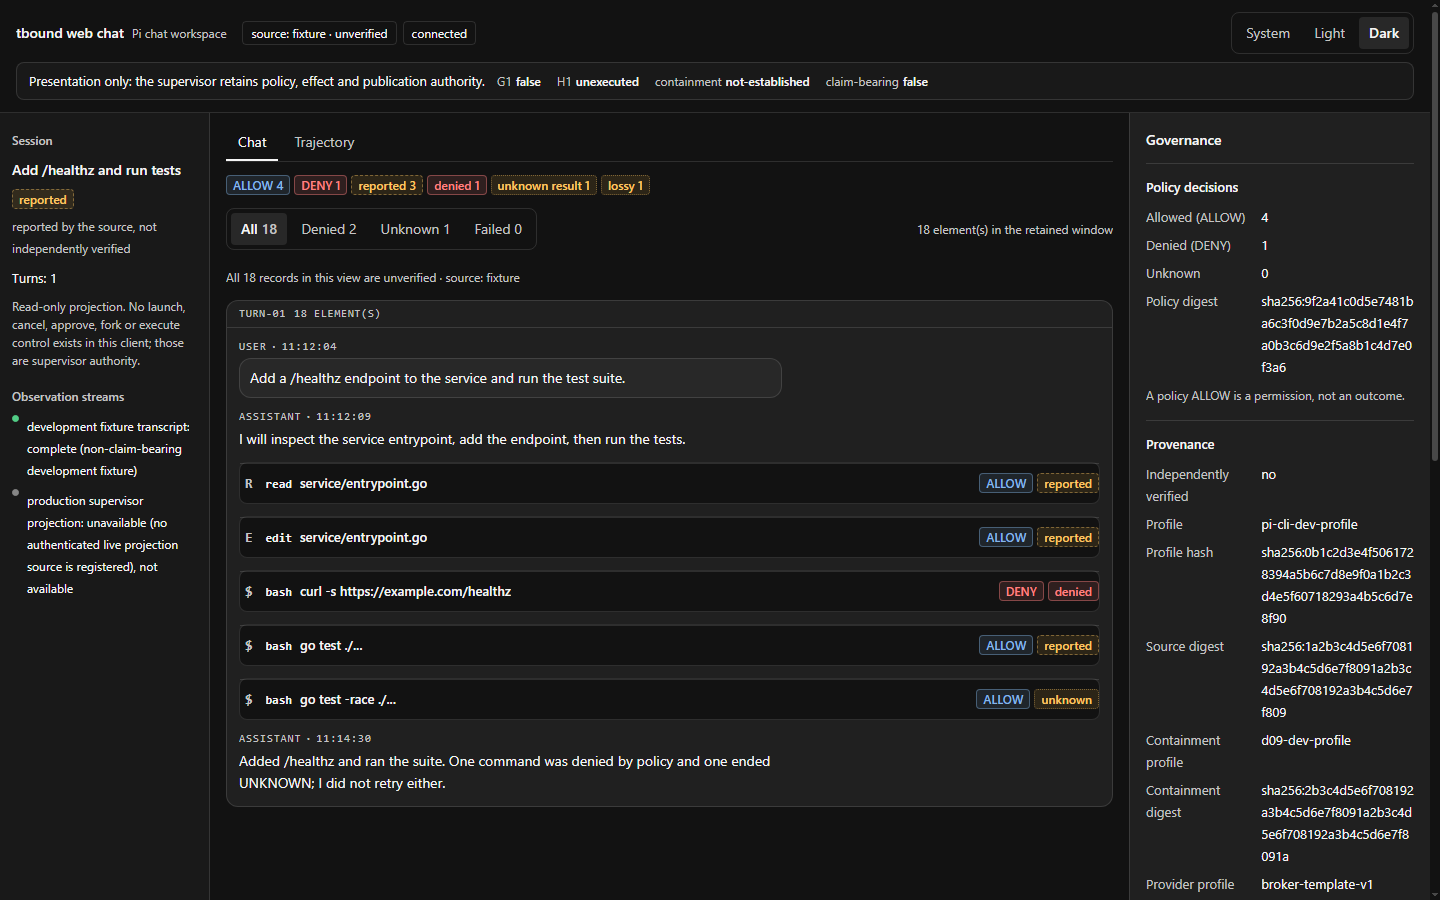 tbound web chat Pi chat workspace source: fixture · unverified connected System Light Dark
Presentation only: the supervisor retains policy, effect and publication authority. G1 false H1 unexecuted containment not-established claim-bearing false
Session
Add /healthz and run tests
reported
reported by the source, not
independently verified
Turns: 1
Read-only projection. No launch,
cancel, approve, fork or execute
control exists in this client; those
are supervisor authority.
Observation streams
development fixture transcript:
complete (non-claim-bearing
development fixture)
production supervisor
projection: unavailable (no
authenticated live projection
source is registered), not
available
Chat Trajectory
ALLOW 4 DENY 1 reported 3 denied 1 unknown result 1 lossy 1
All 18 Denied 2 Unknown 1 Failed 0 18 element(s) in the retained window
All 18 records in this view are unverified · source: fixture
TURN-01 18 ELEMENT(S)
USER · 11:12:04
Add a /healthz endpoint to the service and run the test suite.
ASSISTANT · 11:12:09
I will inspect the service entrypoint, add the endpoint, then run the tests.
R read service/entrypoint.go ALLOW reported
E edit service/entrypoint.go ALLOW reported
$ bash curl -s https://example.com/healthz DENY denied
$ bash go test ./... ALLOW reported
$ bash go test -race ./... ALLOW unknown
ASSISTANT · 11:14:30
Added /healthz and ran the suite. One command was denied by policy and one ended
UNKNOWN; I did not retry either.
Governance
Policy decisions
Allowed (ALLOW) 4
Denied (DENY) 1
Unknown 0
Policy digest sha256:9f2a41c0d5e7481b
a6c3f0d9e7b2a5c8d1e4f7
a0b3c6d9e2f5a8b1c4d7e0
f3a6
A policy ALLOW is a permission, not an outcome.
Provenance
Independently no
verified
Profile pi-cli-dev-profile
Profile hash sha256:0b1c2d3e4f506172
8394a5b6c7d8e9f0a1b2c3
d4e5f60718293a4b5c6d7e
8f90
Source digest sha256:1a2b3c4d5e6f7081
92a3b4c5d6e7f8091a2b3c
4d5e6f708192a3b4c5d6e7
f809
Containment d09-dev-profile
profile
Containment sha256:2b3c4d5e6f708192
digest a3b4c5d6e7f8091a2b3c4d
5e6f708192a3b4c5d6e7f8
091a
Provider profile broker-template-v1